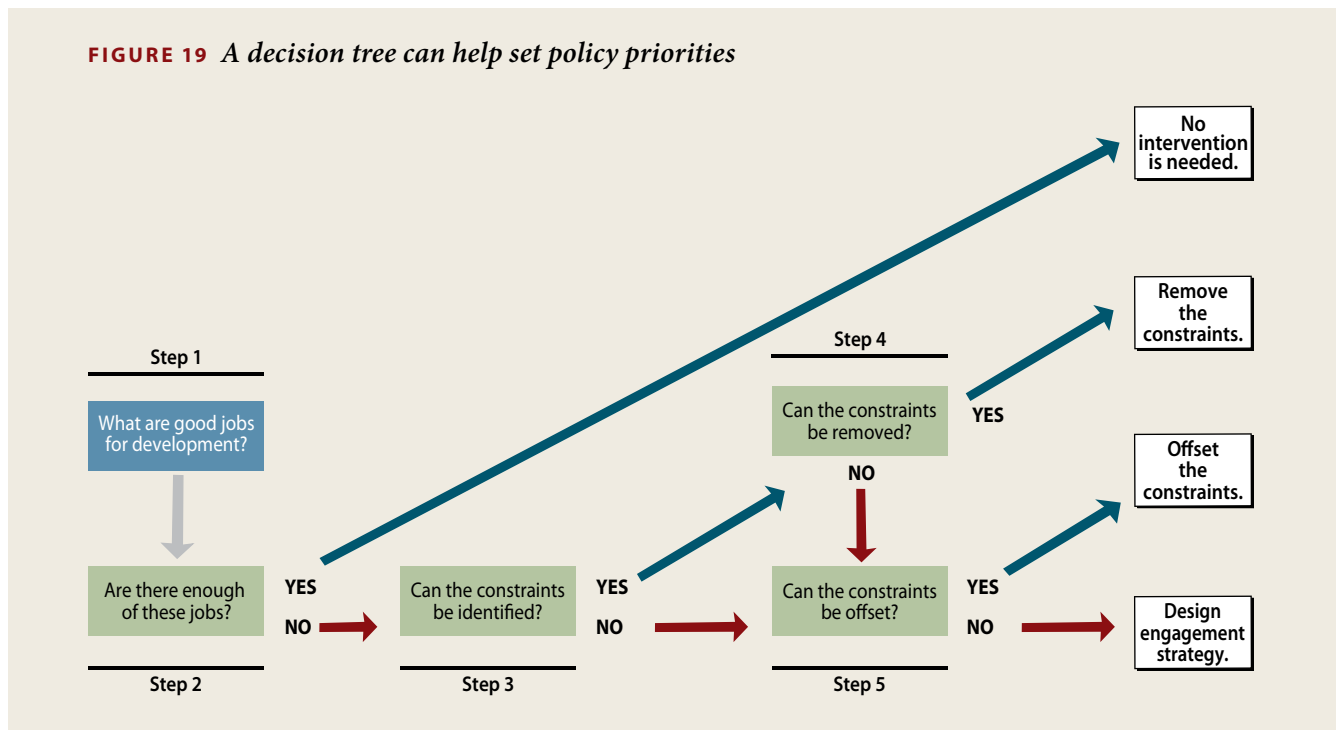 FIGURE 19 A decision tree can help set policy priorities
No
intervention
is needed.
Remove
the
constraints.
Step 4
Can the constraints
be removed?
YES
NO
Step 1
What are good jobs
for development?
Offset
the
constraints.
Are there enough
of these jobs?
YES
NO
Step 2
Can the constraints
be identified?
YES
NO
Step 3
Can the constraints
be offset?
YES
NO
Step 5
Design
engagement
strategy.